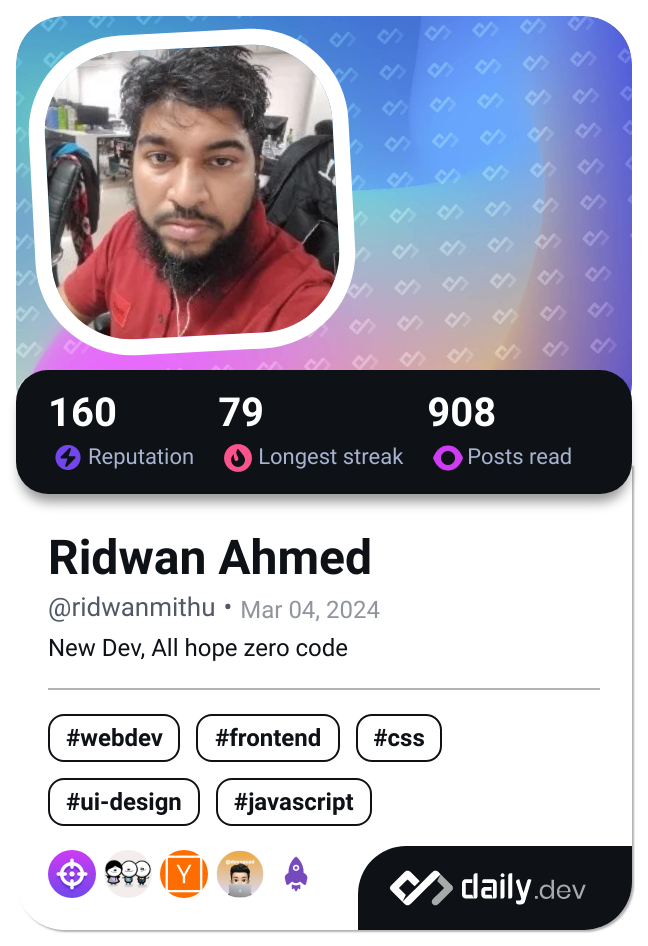 160 79 908
Reputation Longest streak Posts read
Ridwan Ahmed
@ridwanmithu • Mar 04, 2024
New Dev, All hope zero code
#webdev #frontend #css
#ui-design #javascript
Y
daily.dev